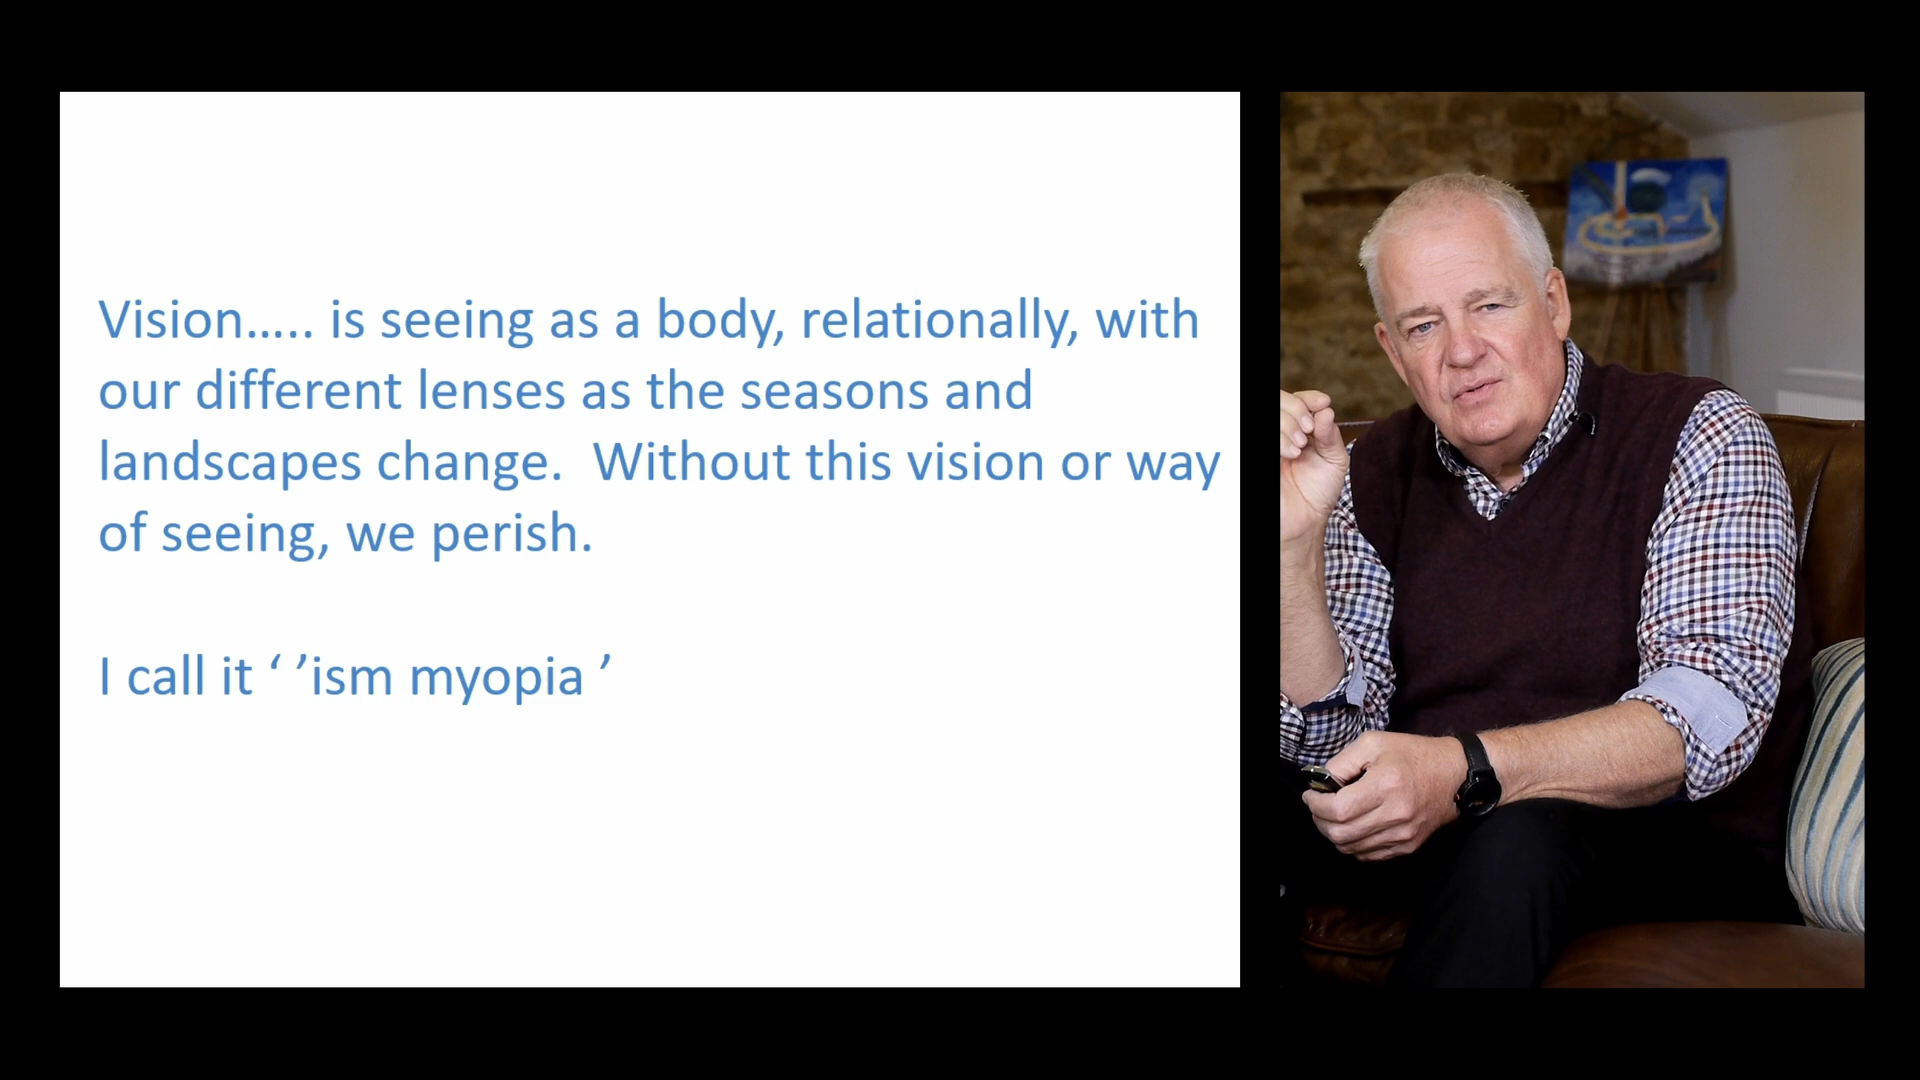 Vision..... is seeing as a body, relationally, with
our different lenses as the seasons and
landscapes change.  Without this vision or way
of seeing, we perish.
I call it ‘ ’ism myopia ’